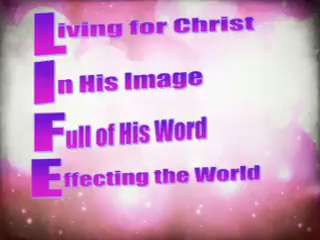 Living for Christ
In His Image
Full of His Word
Effecting the World